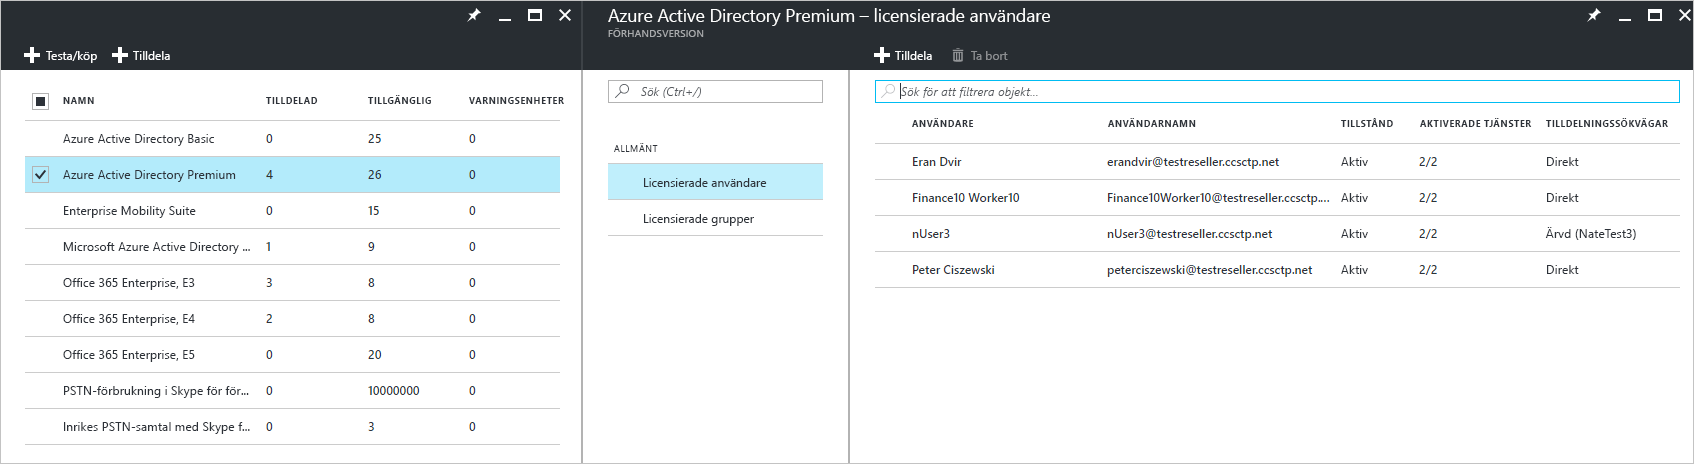 Testa/köp Tilldela
NAMN TILLDELAD TILLGÄNGLIG VARNINGSENHETER
Azure Active Directory Basic 0 25 0
Azure Active Directory Premium 4 26 0
Enterprise Mobility Suite 0 15 0
Microsoft Azure Active Directory ... 1 9 0
Office 365 Enterprise, E3 3 8 0
Office 365 Enterprise, E4 2 8 0
Office 365 Enterprise, E5 0 20 0
PSTN-förbrukning i Skype för för... 0 10000000 0
Inrikes PSTN-samtal med Skype f... 0 3 0
Azure Active Directory Premium – licensierade användare
FÖRHANDSVERSION
Sök (Ctrl+/)
ALLMÄNT
Licensierade användare
Licensierade grupper
Tilldela Ta bort
Sök för att filtrera objekt...
ANVÄNDARE ANVÄNDARNAMN TILLSTÅND AKTIVERADE TJÄNSTER TILLDELNINGSSÖKVÄGAR
Eran Dvir erandvir@testreseller.ccsctp.net Aktiv 2/2 Direkt
Finance10 Worker10 Finance10Worker10@testreseller.ccsctp.... Aktiv 2/2 Direkt
nUser3 nUser3@testreseller.ccsctp.net Aktiv 2/2 Ärvd (NateTest3)
Peter Ciszewski peterciszewski@testreseller.ccsctp.net Aktiv 2/2 Direkt